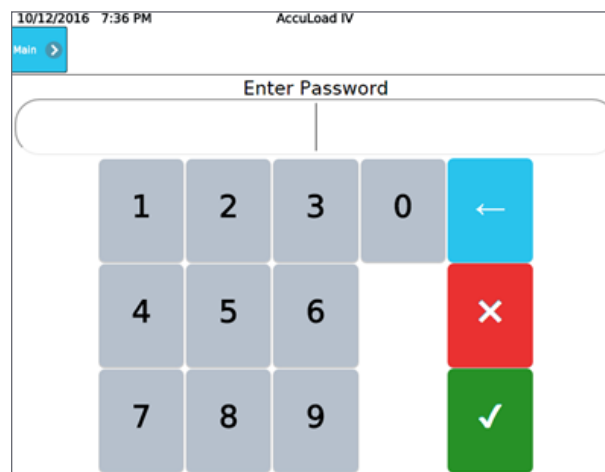 10/12/2016 7:36 PM AccuLoad IV
Main
Enter Password
1 2 3 0 ←
4 5 6 ✕
7 8 9 ✓